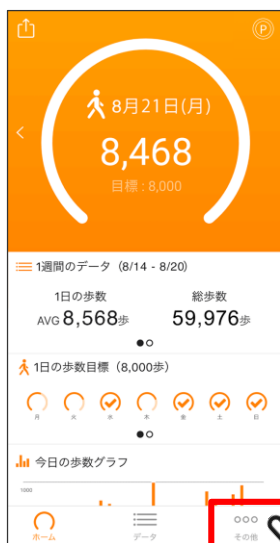 P
8月21日(月)
8,468
目標 : 8,000
1週間のデータ（8/14 - 8/20）
1日の歩数 総歩数
AVG 8,568歩 59,976歩
1日の歩数目標（8,000歩）
月 火 水 木 金 土 日
今日の歩数グラフ
1000
ホーム データ その他